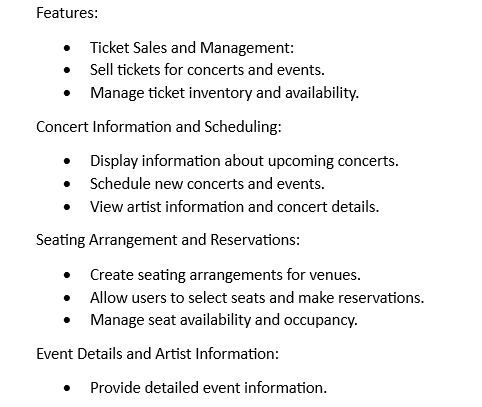 Features:
• Ticket Sales and Management:
• Sell tickets for concerts and events.
• Manage ticket inventory and availability.
Concert Information and Scheduling:
• Display information about upcoming concerts.
• Schedule new concerts and events.
• View artist information and concert details.
Seating Arrangement and Reservations:
• Create seating arrangements for venues.
• Allow users to select seats and make reservations.
• Manage seat availability and occupancy.
Event Details and Artist Information:
• Provide detailed event information.